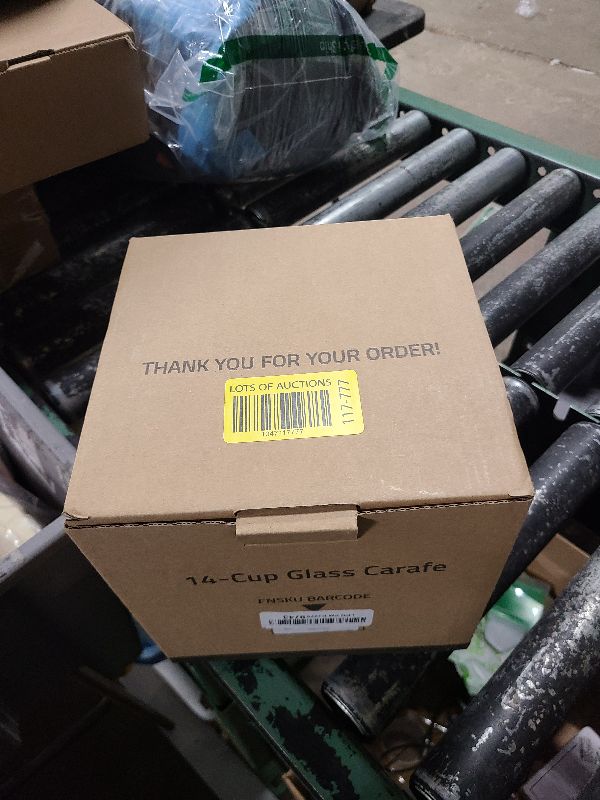 THANK YOU FOR YOUR ORDER!
LOTS OF AUCTIONS
117-777
14-Cup Glass Carafe
FNSKU BARCODE